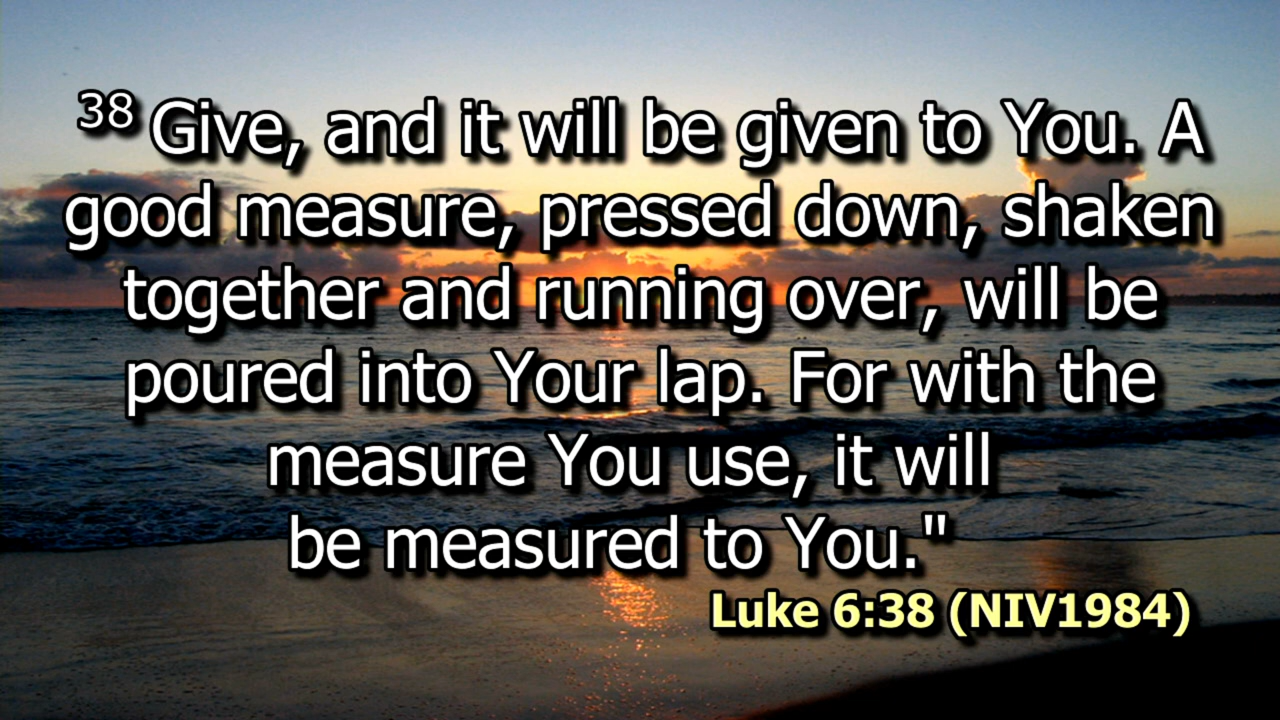 38 Give, and it will be given to You. A
good measure, pressed down, shaken
together and running over, will be
poured into Your lap. For with the
measure You use, it will
be measured to You."
Luke 6:38 (NIV1984)